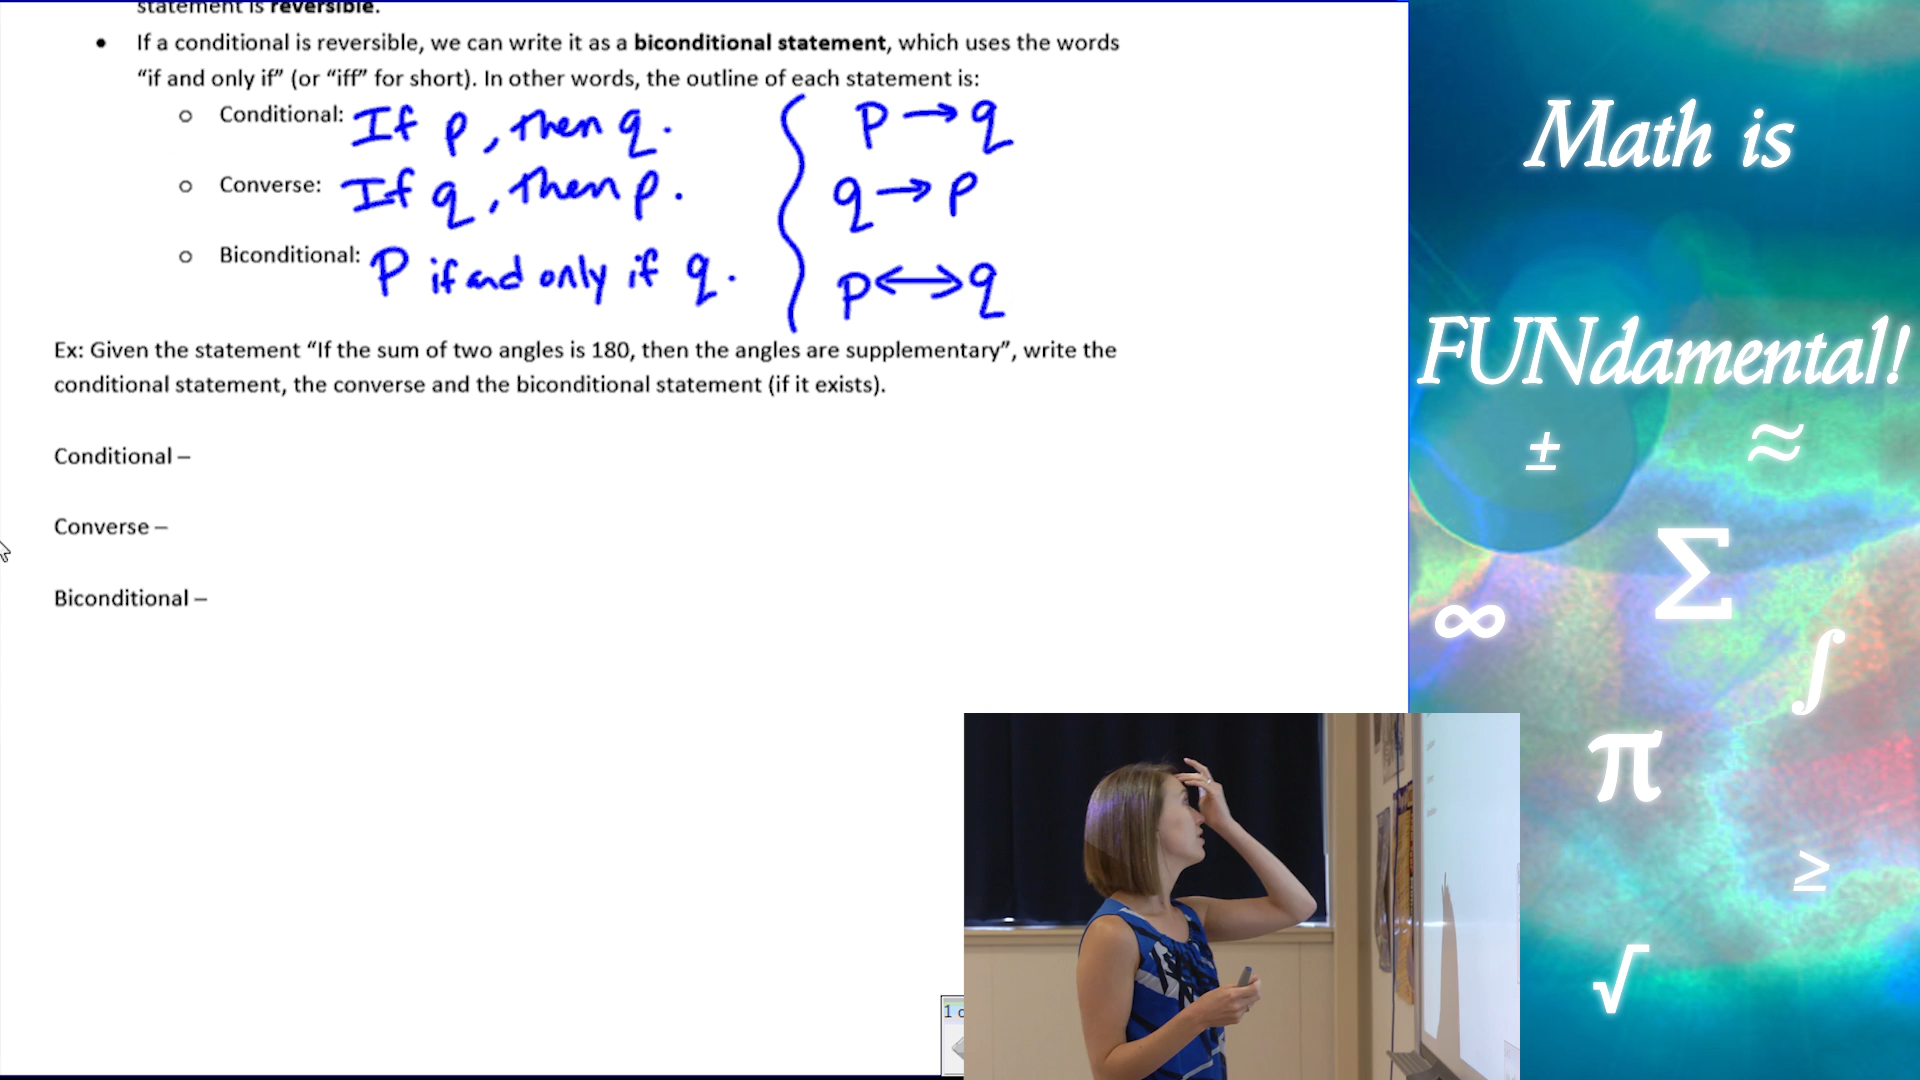 statement is reversible.
• If a conditional is reversible, we can write it as a biconditional statement, which uses the words
“if and only if” (or “iff” for short). In other words, the outline of each statement is:
o Conditional: If p, then q. p → q
o Converse: If q, then p. q → p
o Biconditional: P if and only if q. p ↔ q
Ex: Given the statement “If the sum of two angles is 180, then the angles are supplementary”, write the
conditional statement, the converse and the biconditional statement (if it exists).
Conditional –
Converse –
Biconditional –
Math is
FUNdamental!
± ≈
Σ
∞
∫
π
≥
√